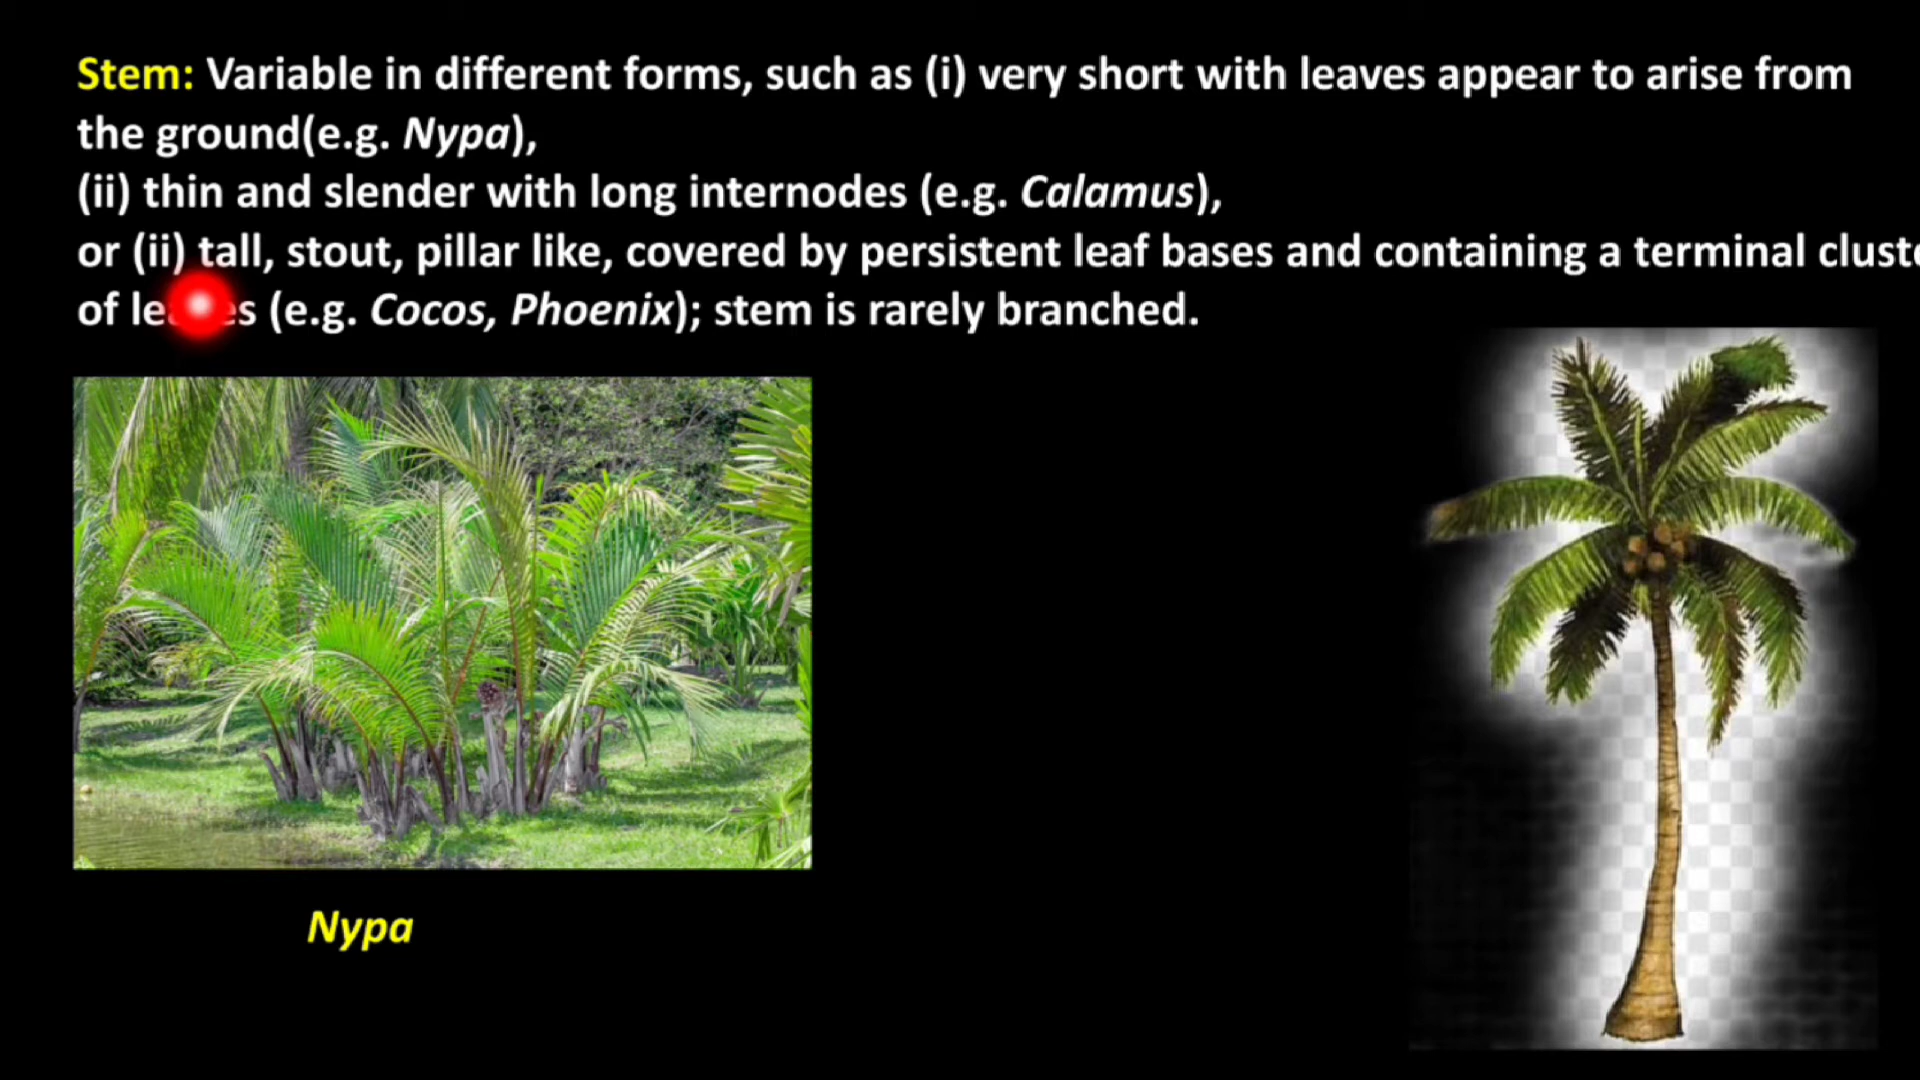 Stem: Variable in different forms, such as (i) very short with leaves appear to arise from
the ground(e.g. Nypa),
(ii) thin and slender with long internodes (e.g. Calamus),
or (ii) tall, stout, pillar like, covered by persistent leaf bases and containing a terminal
of (e.g. Cocos, Phoenix); stem is rarely branched.
Nypa